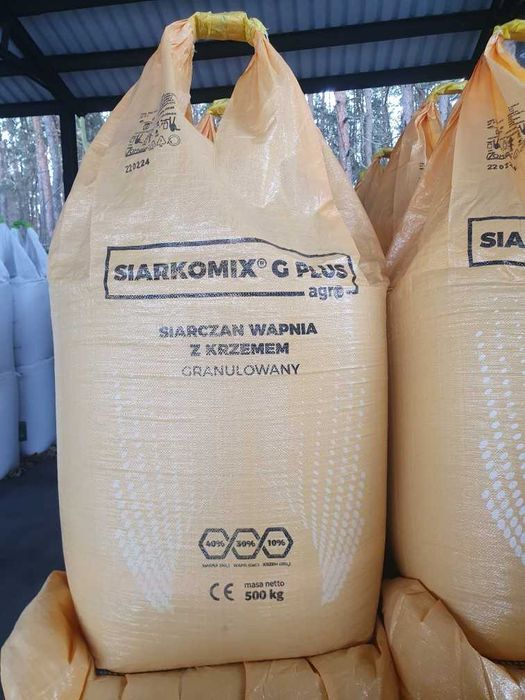 220224
SIARKOMIX® G PLUS
agro
SIARCZAN WAPNIA
Z KRZEMEM
GRANULOWANY
40% 30% 10%
CE masa netto
500 kg
SIA